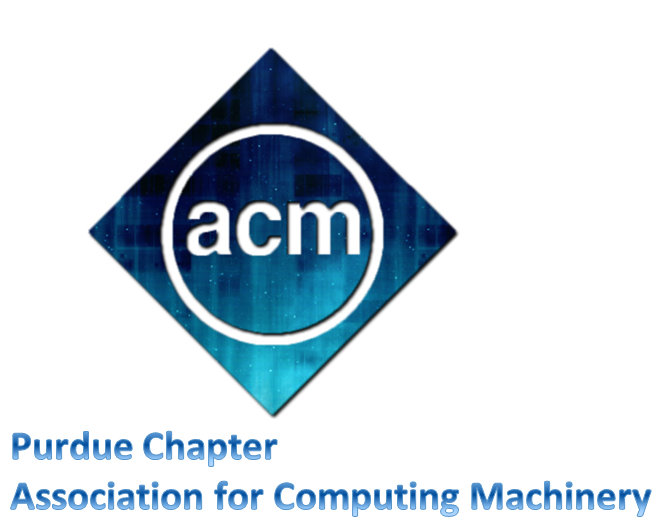 acm
Purdue Chapter
Association for Computing Machinery